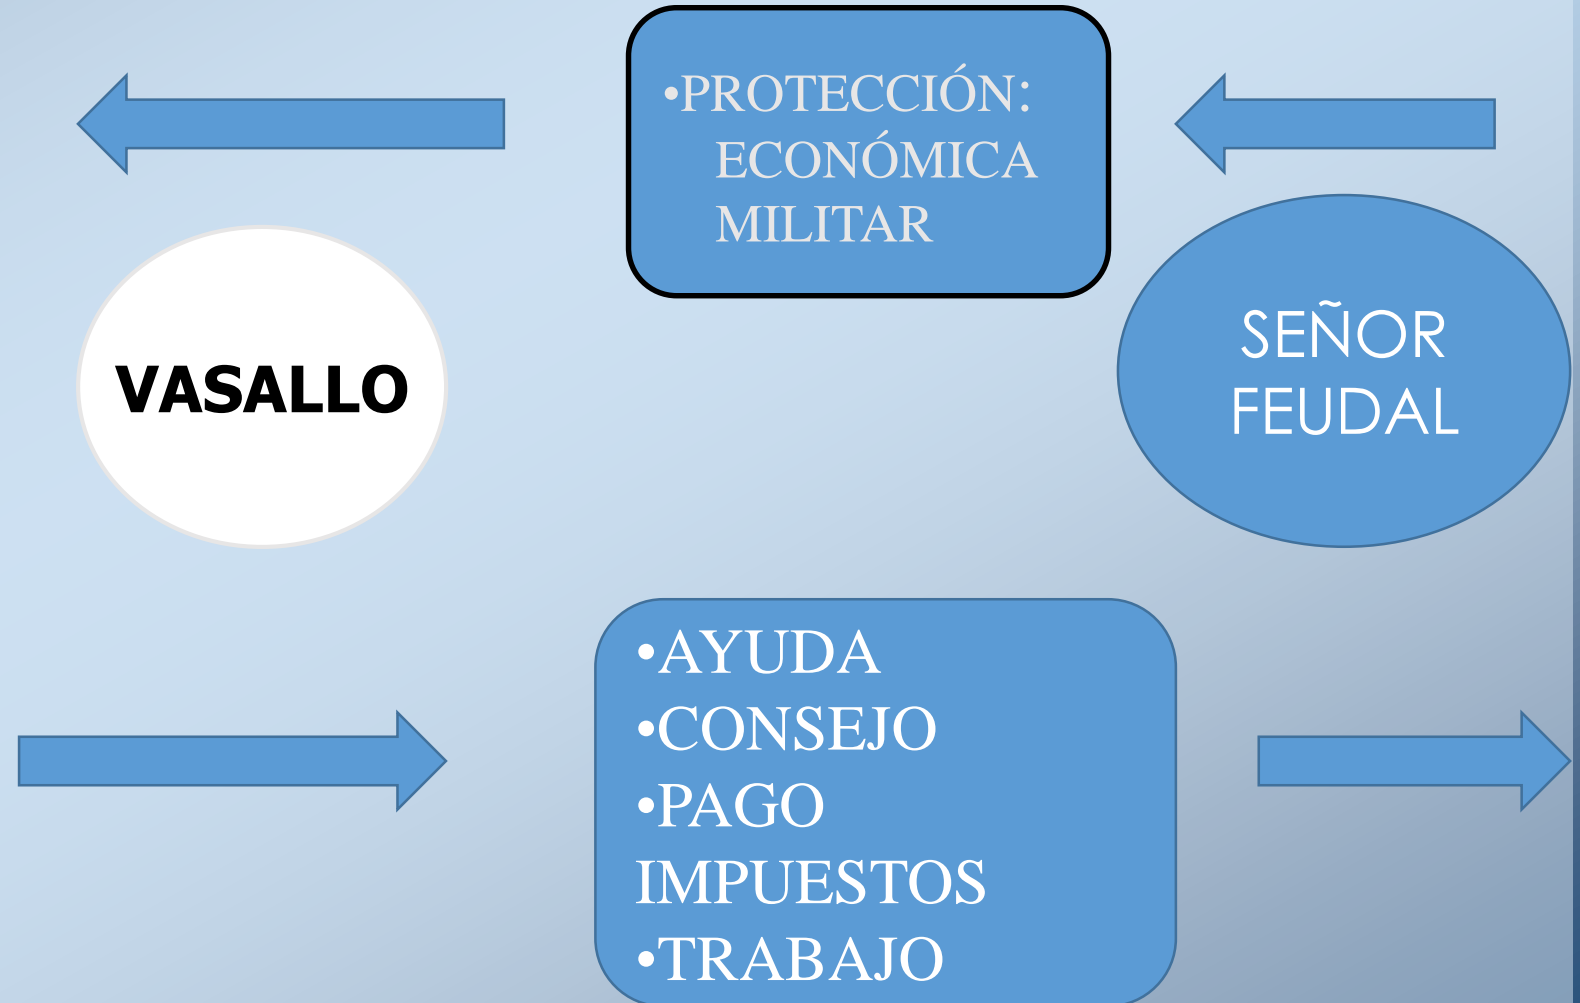 •PROTECCIÓN:
ECONÓMICA
MILITAR
VASALLO
SEÑOR
FEUDAL
•AYUDA
•CONSEJO
•PAGO
IMPUESTOS
•TRABAJO